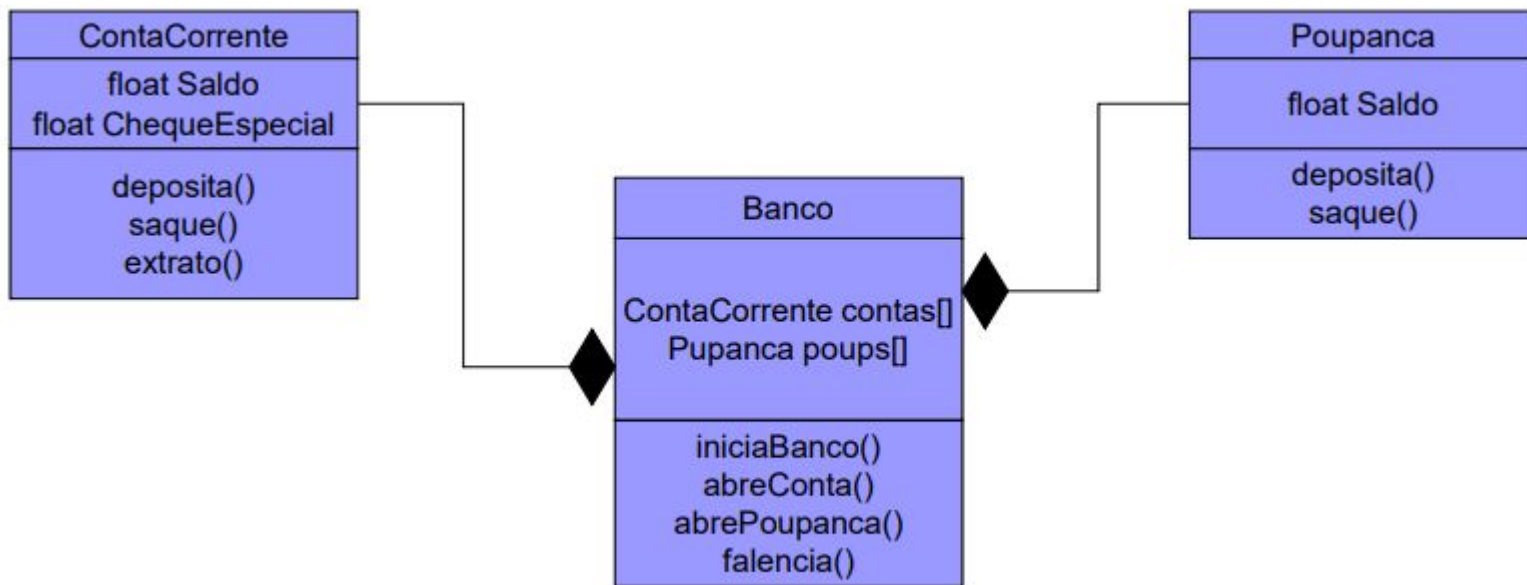 ContaCorrente
float Saldo
float ChequeEspecial
deposita()
saque()
extrato()
Banco
ContaCorrente contas[]
Pupanca poups[]
iniciaBanco()
abreConta()
abrePoupanca()
falencia()
Poupanca
float Saldo
deposita()
saque()